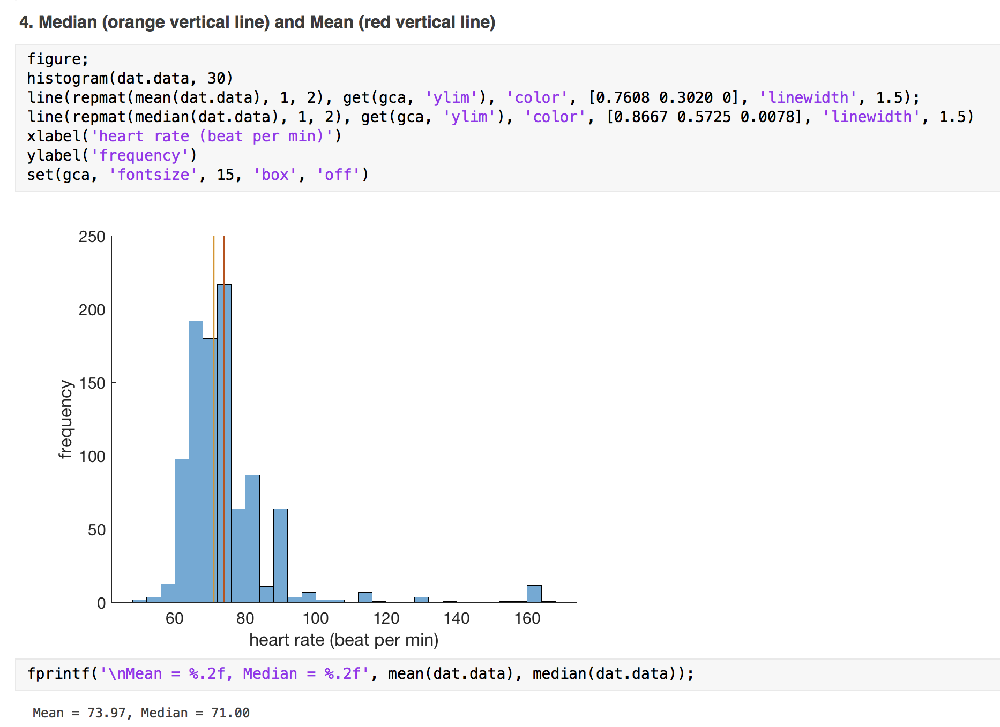 4. Median (orange vertical line) and Mean (red vertical line)
figure;
histogram(dat.data, 30)
line(repmat(mean(dat.data), 1, 2), get(gca, 'ylim'), 'color', [0.7608 0.3020 0], 'linewidth', 1.5);
line(repmat(median(dat.data), 1, 2), get(gca, 'ylim'), 'color', [0.8667 0.5725 0.0078], 'linewidth', 1.5)
xlabel('heart rate (beat per min)')
ylabel('frequency')
set(gca, 'fontsize', 15, 'box', 'off')
250
200
150
100
50
0
frequency
60 80 100 120 140 160
heart rate (beat per min)
fprintf('\nMean = %.2f, Median = %.2f', mean(dat.data), median(dat.data));
Mean = 73.97, Median = 71.00